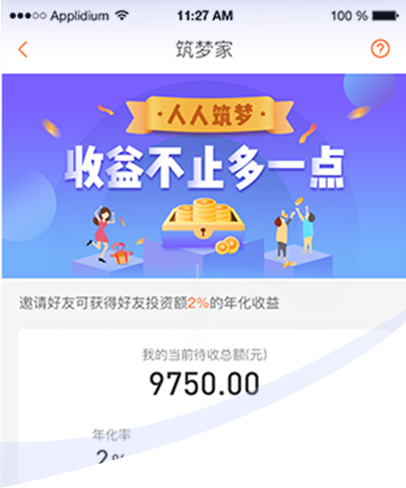 Applidium 11:27 AM 100 %
筑梦家
人人筑梦
收益不止多一点
邀请好友可获得好友投资额2%的年化收益
我的当前待收总额(元)
9750.00
年化率
2%